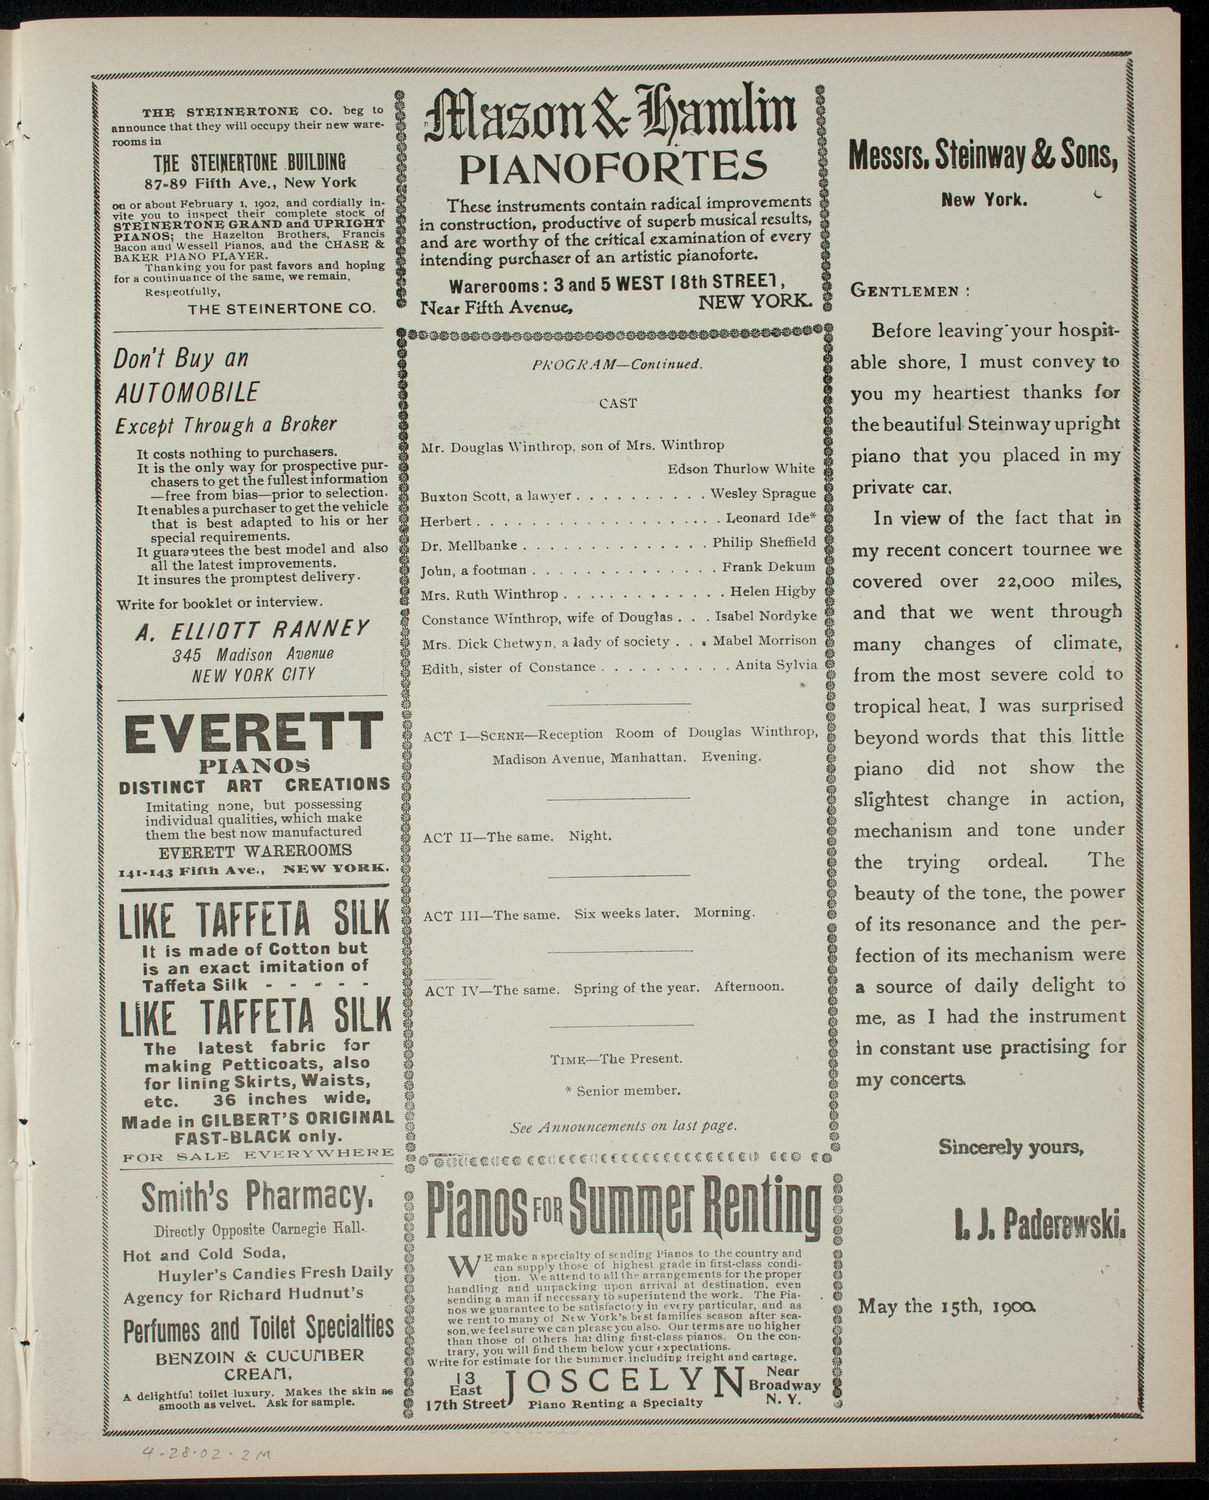 THE STEINERTONE CO. beg to
announce that they will occupy their new ware-
rooms in
THE STEINERTONE BUILDING
87-89 Fifth Ave., New York
on or about February 1, 1902, and cordially in-
vite you to inspect their complete stock of
STEINERTONE GRAND and UPRIGHT
PIANOS; the Hazelton Brothers, Francis
Bacon and Wessell Pianos, and the CHASE &
BAKER PIANO PLAYER.
Thanking you for past favors and hoping
for a continuance of the same, we remain,
Respectfully,
THE STEINERTONE CO.
Don't Buy an
AUTOMOBILE
Except Through a Broker
It costs nothing to purchasers.
It is the only way for prospective pur-
chasers to get the fullest information
—free from bias—prior to selection.
It enables a purchaser to get the vehicle
that is best adapted to his or her
special requirements.
It guarantees the best model and also
all the latest improvements.
It insures the promptest delivery.
Write for booklet or interview.
A. ELLIOTT RANNEY
345 Madison Avenue
NEW YORK CITY
EVERETT
PIANOS
DISTINCT ART CREATIONS
Imitating none, but possessing
individual qualities, which make
them the best now manufactured
EVERETT WAREROOMS
141-143 Fifth Ave., NEW YORK.
LIKE TAFFETA SILK
It is made of Cotton but
is an exact imitation of
Taffeta Silk - - - - -
LIKE TAFFETA SILK
The latest fabric for
making Petticoats, also
for lining Skirts, Waists,
etc. 36 inches wide.
Made in GILBERT'S ORIGINAL
FAST-BLACK only.
FOR SALE EVERYWHERE
Smith's Pharmacy,
Directly Opposite Carnegie Hall.
Hot and Cold Soda,
Huyler's Candies Fresh Daily
Agency for Richard Hudnut's
Perfumes and Toilet Specialties
BENZOIN & CUCUMBER
CREAM,
A delightful toilet luxury. Makes the skin as
smooth as velvet. Ask for sample.
Mason & Hamlin
PIANOFORTES
These instruments contain radical improvements
in construction, productive of superb musical results,
and are worthy of the critical examination of every
intending purchaser of an artistic pianoforte.
Warerooms: 3 and 5 WEST 18th STREET,
Near Fifth Avenue, NEW YORK.
PROGRAM—Continued.
CAST
Mr. Douglas Winthrop, son of Mrs. Winthrop
Edson Thurlow White
Buxton Scott, a lawyer . . . . . . . . . . Wesley Sprague
Herbert . . . . . . . . . . . . . . . . . . Leonard Ide*
Dr. Mellbanke . . . . . . . . . . . . . . Philip Sheffield
John, a footman . . . . . . . . . . . . . . Frank Dekum
Mrs. Ruth Winthrop . . . . . . . . . . . . Helen Higby
Constance Winthrop, wife of Douglas . . . Isabel Nordyke
Mrs. Dick Chetwyn, a lady of society . . . Mabel Morrison
Edith, sister of Constance . . . . . . . . . . Anita Sylvia
ACT I—SCENE—Reception Room of Douglas Winthrop,
Madison Avenue, Manhattan. Evening.
ACT II—The same. Night.
ACT III—The same. Six weeks later. Morning.
ACT IV—The same. Spring of the year. Afternoon.
TIME—The Present.
* Senior member.
See Announcements on last page.
Pianos FOR Summer Renting
WE make a specialty of sending Pianos to the country and
can supply those of highest grade in first-class condi-
tion. We attend to all the arrangements for the proper
handling and unpacking upon arrival at destination, even
sending a man if necessary to superintend the work. The Pia-
nos we guarantee to be satisfactory in every particular, and as
we rent to many of New York's best families season after sea-
son, we feel sure we can please you also. Our terms are no higher
than those of others handling first-class pianos. On the con-
trary, you will find them below your expectations.
Write for estimate for the Summer including freight and cartage.
13 East 17th Street
JOSCELYN
Piano Renting a Specialty
Near Broadway N. Y.
Messrs. Steinway & Sons,
New York.
GENTLEMEN:
Before leaving your hospit-
able shore, I must convey to
you my heartiest thanks for
the beautiful Steinway upright
piano that you placed in my
private car.
In view of the fact that in
my recent concert tournee we
covered over 22,000 miles,
and that we went through
many changes of climate,
from the most severe cold to
tropical heat, I was surprised
beyond words that this little
piano did not show the
slightest change in action,
mechanism and tone under
the trying ordeal. The
beauty of the tone, the power
of its resonance and the per-
fection of its mechanism were
a source of daily delight to
me, as I had the instrument
in constant use practising for
my concerts.
Sincerely yours,
I. J. Paderewski.
May the 15th, 1900.
4-28-02-2M